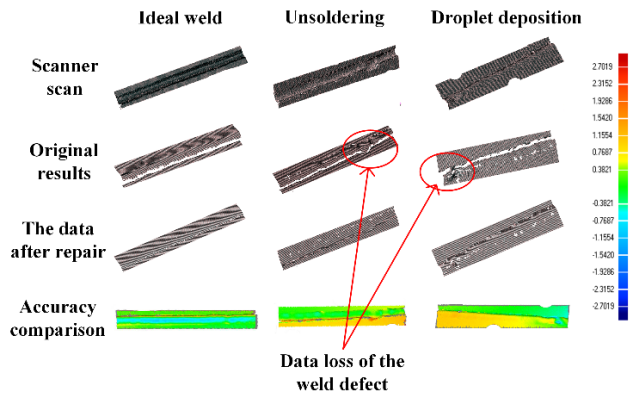 Ideal weld
Unsoldering
Droplet deposition
Scanner
scan
Original
results
The data
after repair
Accuracy
comparison
Data loss of the
weld defect
2.7019
2.3156
1.9286
1.5432
1.1554
0.7687
0.3821
-0.3821
-0.7687
-1.1554
-1.5420
-1.9286
-2.3152
-2.7019